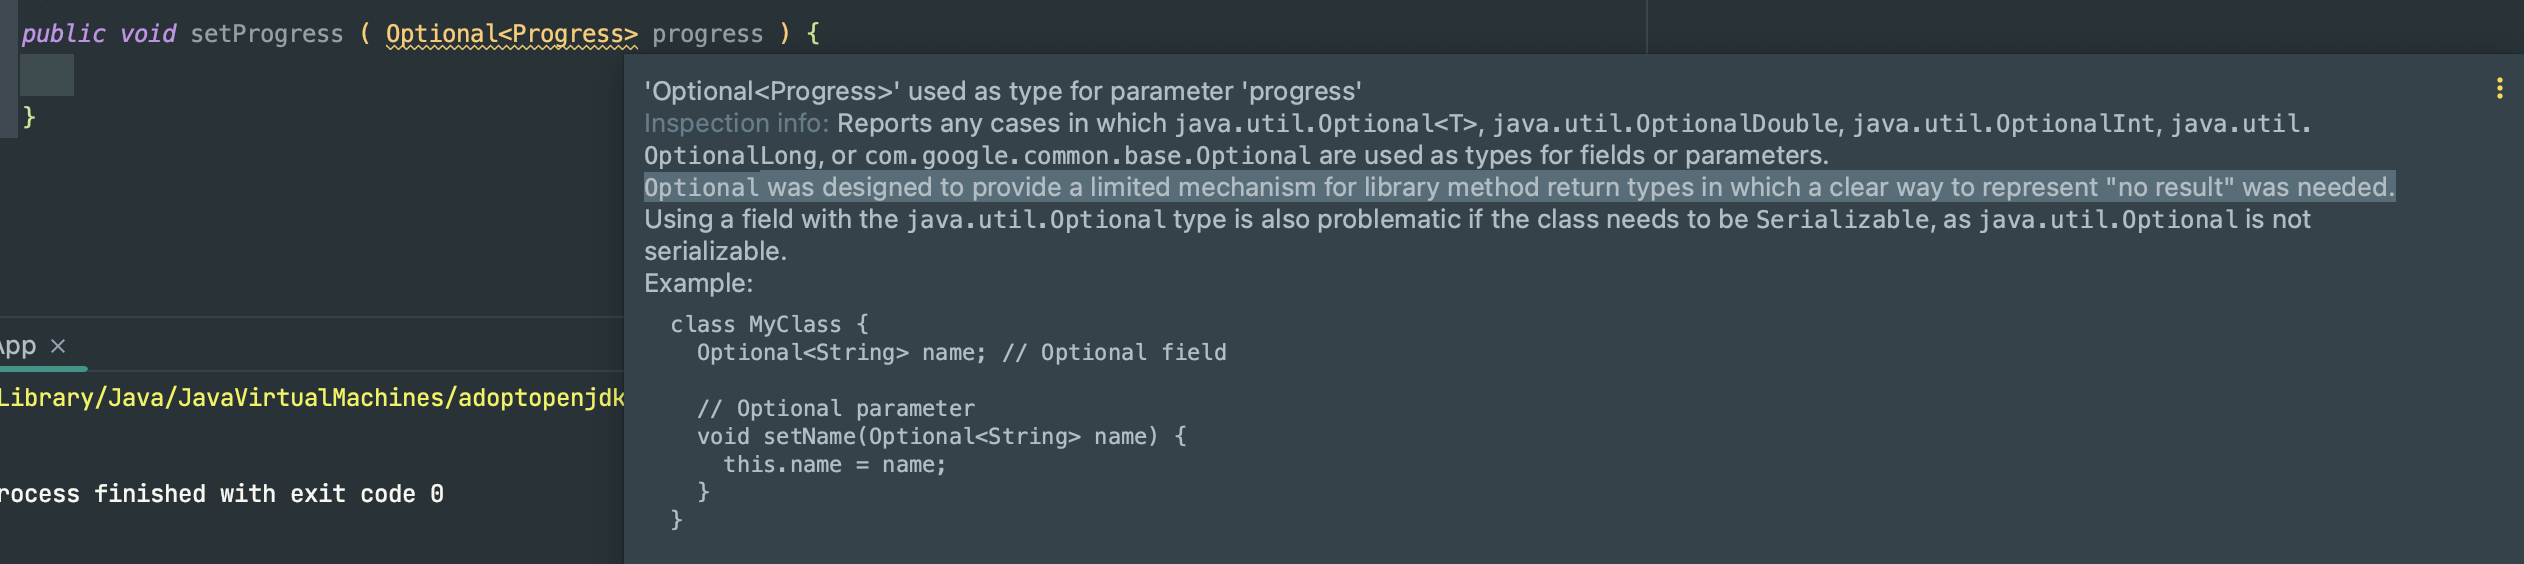 public void setProgress ( Optional<Progress> progress ) {
}
'Optional<Progress>' used as type for parameter 'progress'
Inspection info: Reports any cases in which java.util.Optional<T>, java.util.OptionalDouble, java.util.OptionalInt, java.util.
OptionalLong, or com.google.common.base.Optional are used as types for fields or parameters.
Optional was designed to provide a limited mechanism for library method return types in which a clear way to represent "no result" was needed.
Using a field with the java.util.Optional type is also problematic if the class needs to be Serializable, as java.util.Optional is not
serializable.
Example:
class MyClass {
Optional<String> name; // Optional field
// Optional parameter
void setName(Optional<String> name) {
this.name = name;
}
}
App ×
Library/Java/JavaVirtualMachines/adoptopenjdk
rocess finished with exit code 0